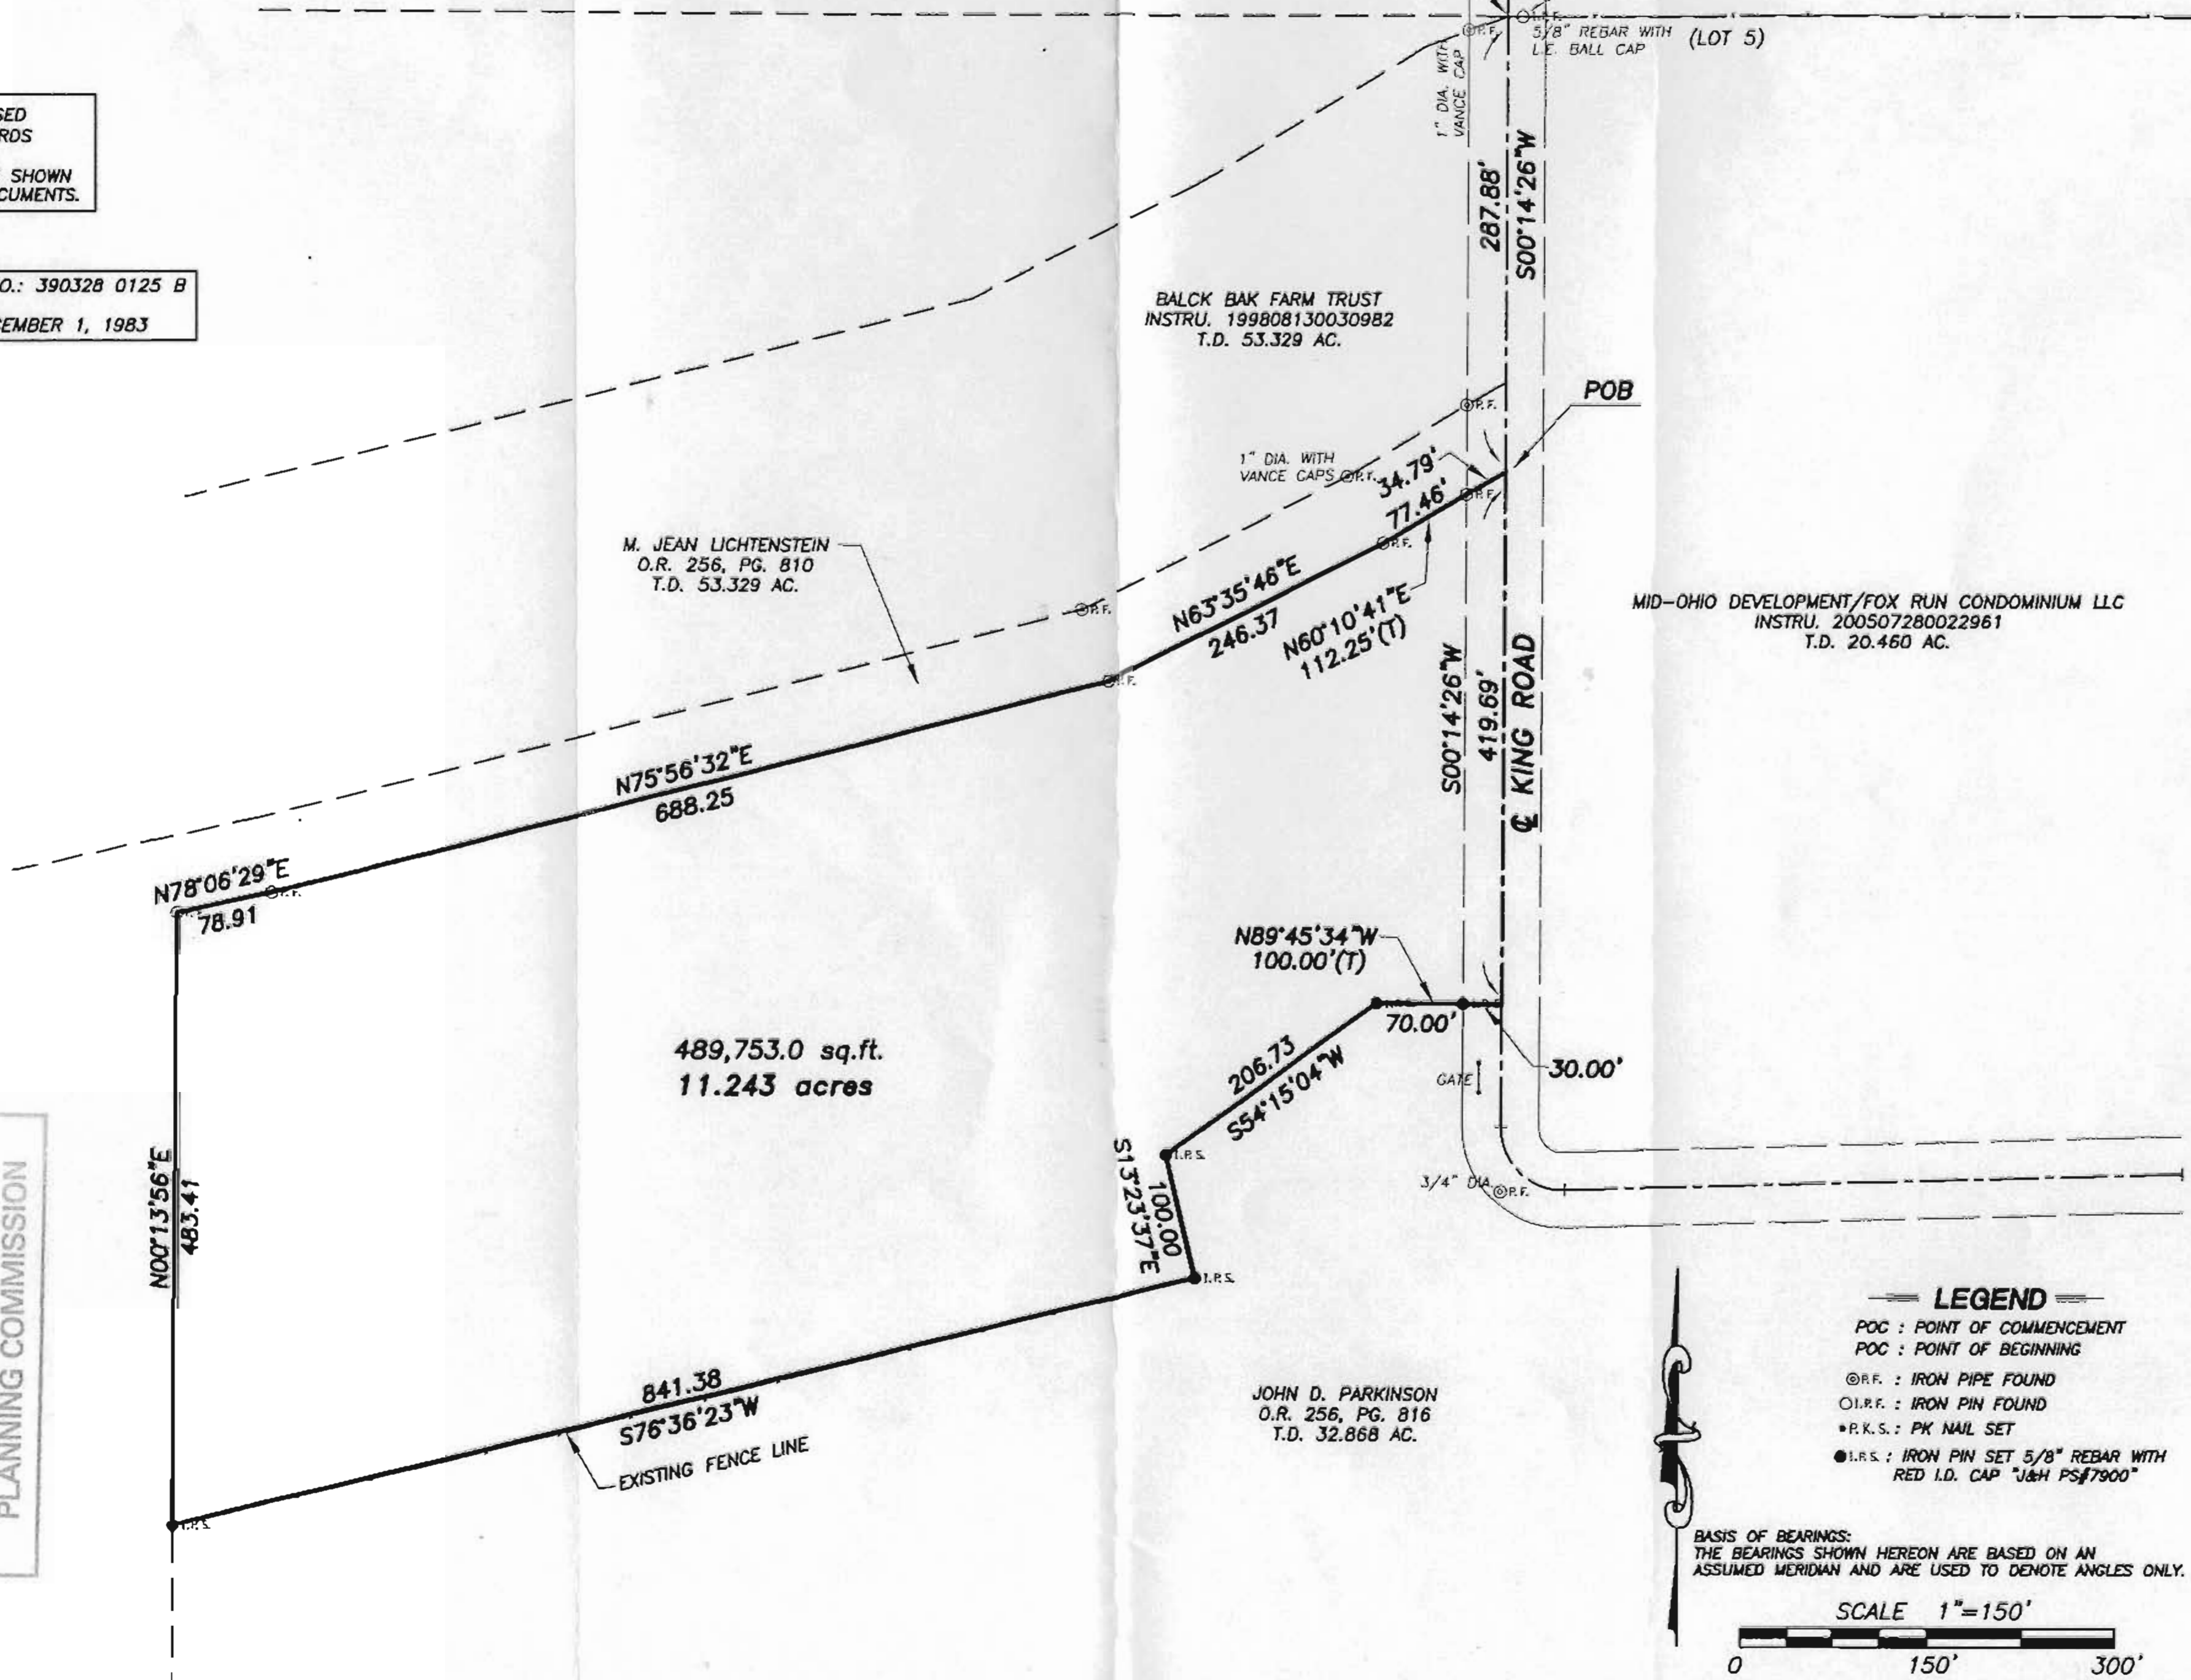 5/8" REBAR WITH
L.E. BALL CAP
(LOT 5)
1" DIA. WITH
VANCE CAP
P.F.
SED
RDS
SHOWN
CUMENTS.
287.88'
S00°14'26"W
O.: 390328 0125 B
EMBER 1, 1983
BALCK BAK FARM TRUST
INSTRU. 199808130030982
T.D. 53.329 AC.
POB
P.F.
1" DIA. WITH
VANCE CAPS
P.F.
34.79'
77.46'
P.F.
P.F.
M. JEAN LICHTENSTEIN
O.R. 256, PG. 810
T.D. 53.329 AC.
P.F.
N63°35'46"E
246.37
N60°10'41"E
112.25'(T)
MID-OHIO DEVELOPMENT/FOX RUN CONDOMINIUM LLC
INSTRU. 200507280022961
T.D. 20.460 AC.
S00°14'26"W
419.69'
℄ KING ROAD
N75°56'32"E
688.25
N78°06'29"E
78.91
N89°45'34"W
100.00'(T)
70.00'
30.00'
489,753.0 sq.ft.
11.243 acres
206.73
S54°15'04"W
GATE
I.P.S.
S13°23'37"E
100.00
I.P.S.
3/4" DIA.
P.F.
N00°13'56"E
483.41
PLANNING COMMISSION
841.38
S76°36'23"W
EXISTING FENCE LINE
I.P.S.
JOHN D. PARKINSON
O.R. 256, PG. 816
T.D. 32.868 AC.
LEGEND
POC : POINT OF COMMENCEMENT
POC : POINT OF BEGINNING
P.F. : IRON PIPE FOUND
I.P.F. : IRON PIN FOUND
P.K.S. : PK NAIL SET
I.P.S. : IRON PIN SET 5/8" REBAR WITH
RED I.D. CAP "J&H PS#7900"
BASIS OF BEARINGS:
THE BEARINGS SHOWN HEREON ARE BASED ON AN
ASSUMED MERIDIAN AND ARE USED TO DENOTE ANGLES ONLY.
SCALE 1"=150'
0 150' 300'